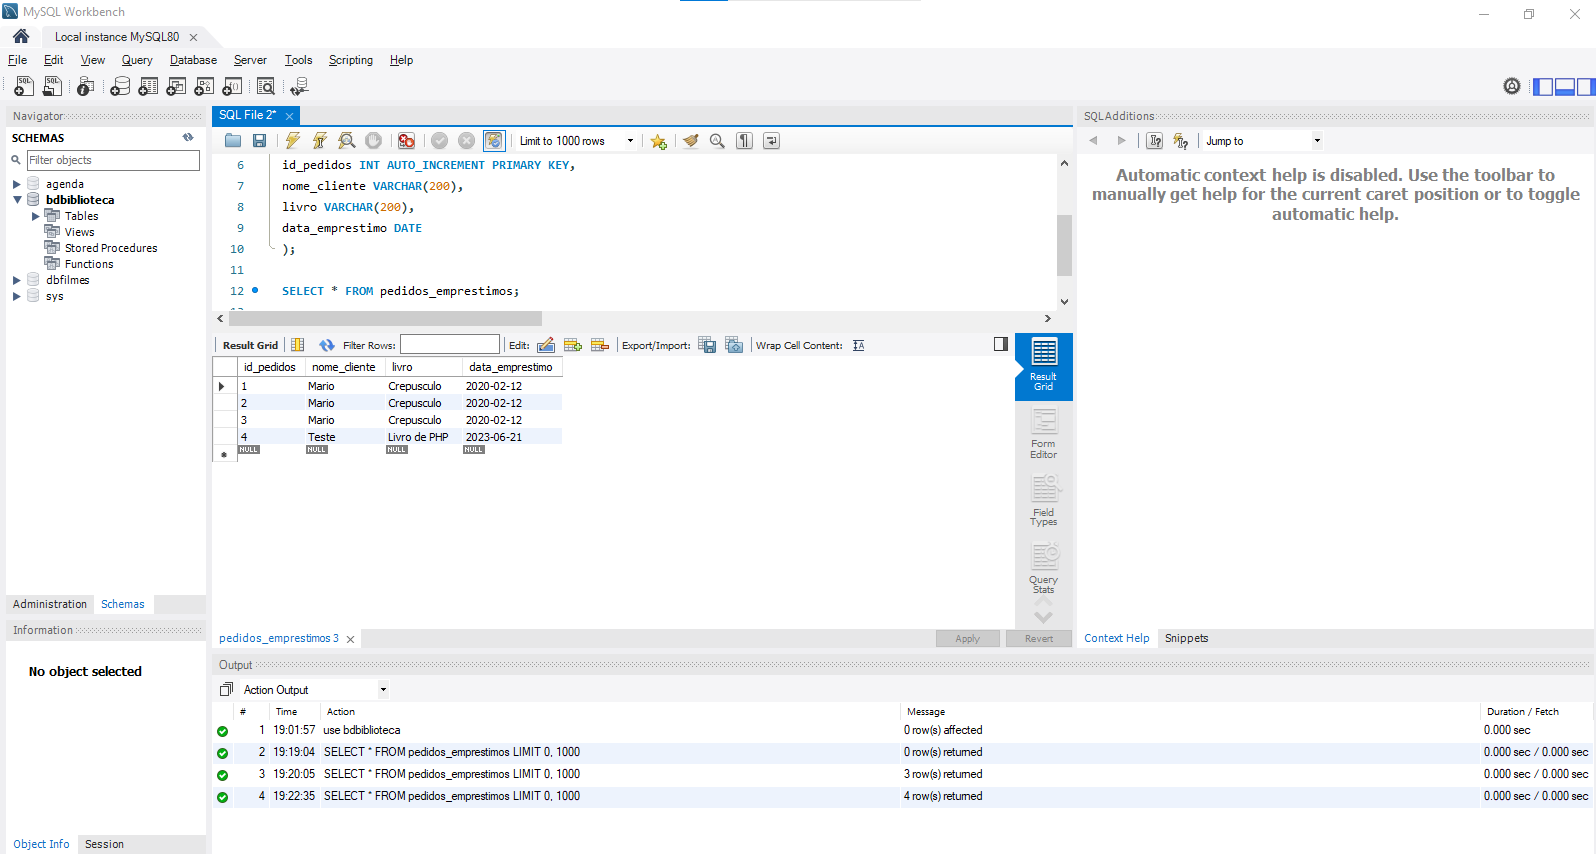 MySQL Workbench
Local instance MySQL80
File Edit View Query Database Server Tools Scripting Help
Navigator
SCHEMAS
Filter objects
agenda
bdbiblioteca
Tables
Views
Stored Procedures
Functions
dbfilmes
sys
Administration Schemas
Information
No object selected
Object Info Session
SQL File 2*
Limit to 1000 rows
6 id_pedidos INT AUTO_INCREMENT PRIMARY KEY,
7 nome_cliente VARCHAR(200),
8 livro VARCHAR(200),
9 data_emprestimo DATE
10 );
11
12 SELECT * FROM pedidos_emprestimos;
Result Grid Filter Rows: Edit: Export/Import: Wrap Cell Content:
id_pedidos nome_cliente livro data_emprestimo
1 Mario Crepusculo 2020-02-12
2 Mario Crepusculo 2020-02-12
3 Mario Crepusculo 2020-02-12
4 Teste Livro de PHP 2023-06-21
NULL NULL NULL NULL
Result
Grid
Form
Editor
Field
Types
Query
Stats
pedidos_emprestimos 3
Apply Revert
SQLAdditions
Jump to
Automatic context help is disabled. Use the toolbar to
manually get help for the current caret position or to toggle
automatic help.
Context Help Snippets
Output
Action Output
# Time Action Message Duration / Fetch
1 19:01:57 use bdbiblioteca 0 row(s) affected 0.000 sec
2 19:19:04 SELECT * FROM pedidos_emprestimos LIMIT 0, 1000 0 row(s) returned 0.000 sec / 0.000 sec
3 19:20:05 SELECT * FROM pedidos_emprestimos LIMIT 0, 1000 3 row(s) returned 0.000 sec / 0.000 sec
4 19:22:35 SELECT * FROM pedidos_emprestimos LIMIT 0, 1000 4 row(s) returned 0.000 sec / 0.000 sec